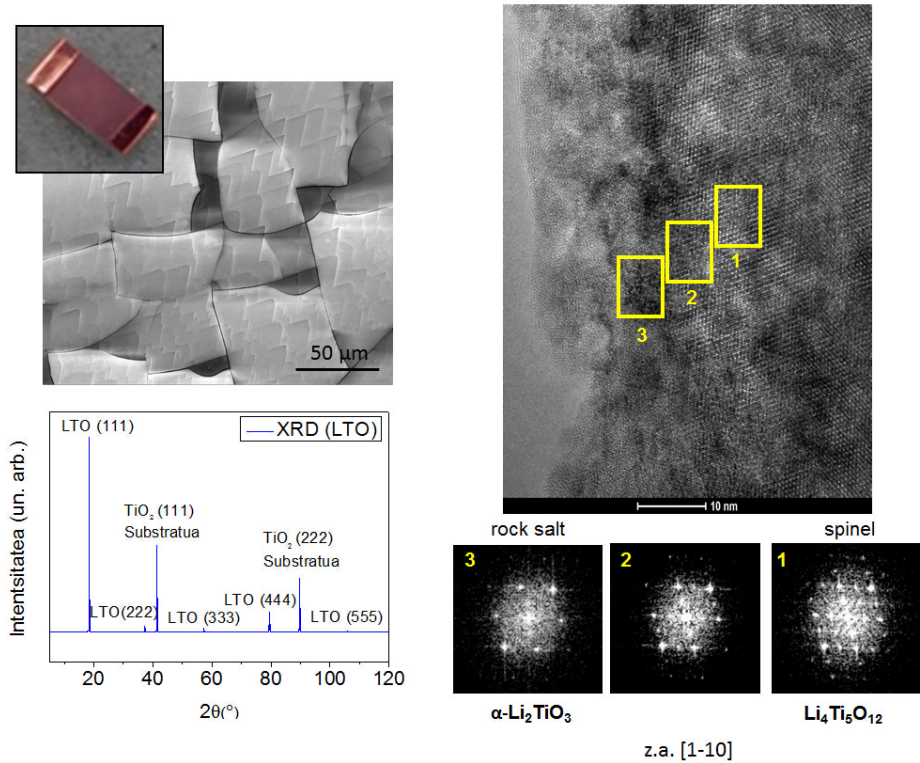 50 μm
Intentsitatea (un. arb.)
LTO (111)
XRD (LTO)
TiO₂ (111)
Substratua
TiO₂ (222)
Substratua
LTO (222)
LTO (333)
LTO (444)
LTO (555)
20 40 60 80 100 120
2θ(°)
1
2
3
10 nm
rock salt spinel
3 2 1
α-Li₂TiO₃ Li₄Ti₅O₁₂
z.a. [1-10]